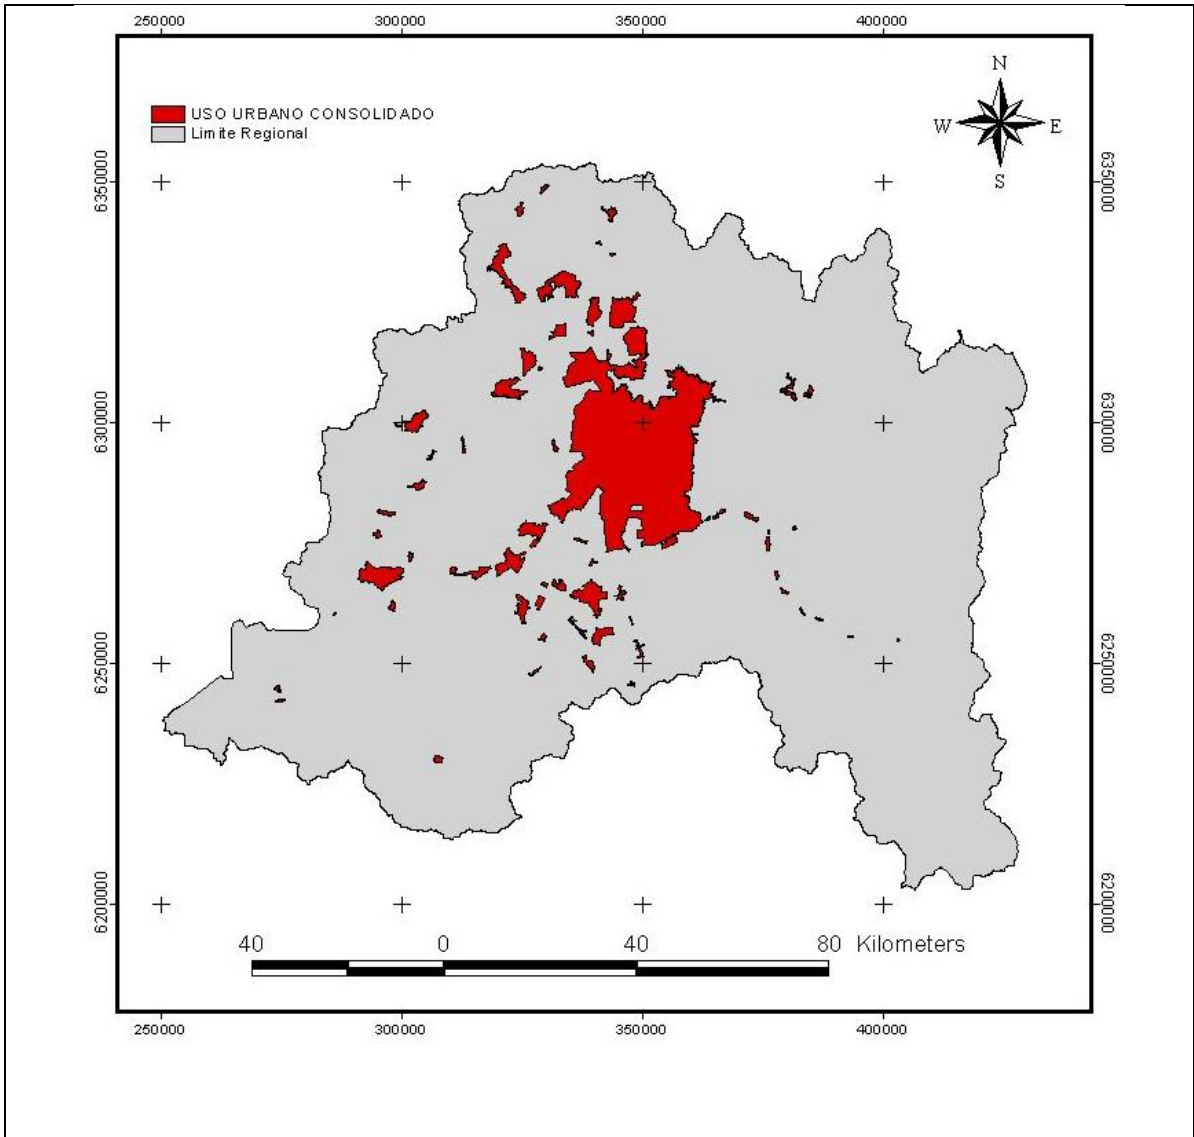 250000 300000 350000 400000
N
USO URBANO CONSOLIDADO
W E
Limite Regional
S
6350000 6350000
6300000 6300000
6250000 6250000
6200000 6200000
40 0 40 80 Kilometers
250000 300000 350000 400000